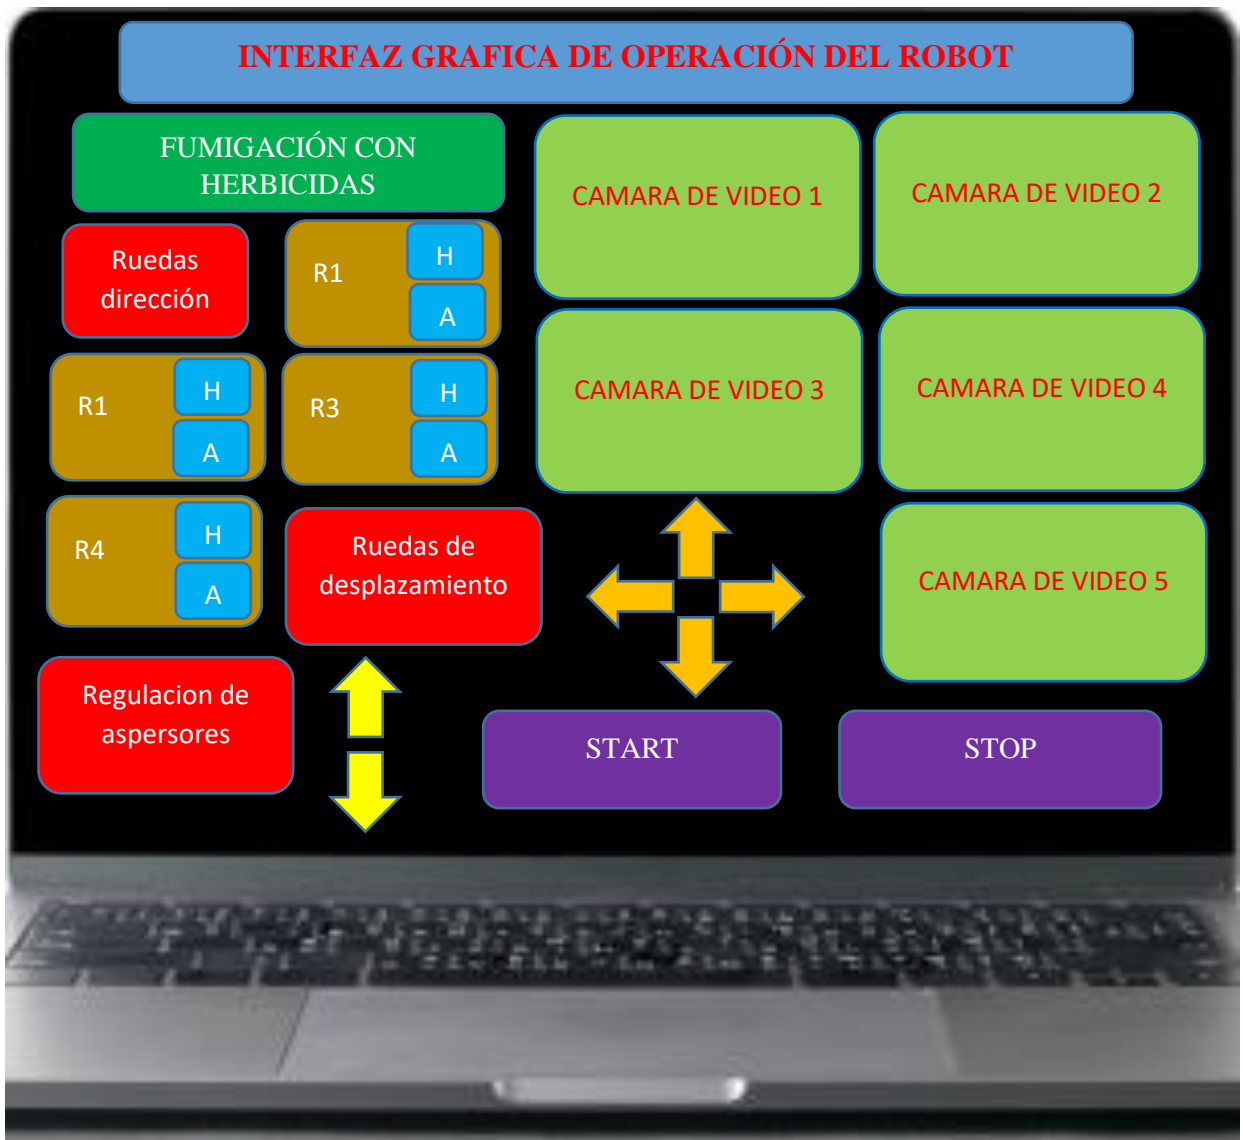 INTERFAZ GRAFICA DE OPERACIÓN DEL ROBOT
FUMIGACIÓN CON
HERBICIDAS
CAMARA DE VIDEO 1
CAMARA DE VIDEO 2
Ruedas
dirección
R1
H
A
R1
H
A
R3
H
A
CAMARA DE VIDEO 3
CAMARA DE VIDEO 4
R4
H
A
Ruedas de
desplazamiento
CAMARA DE VIDEO 5
Regulacion de
aspersores
START
STOP